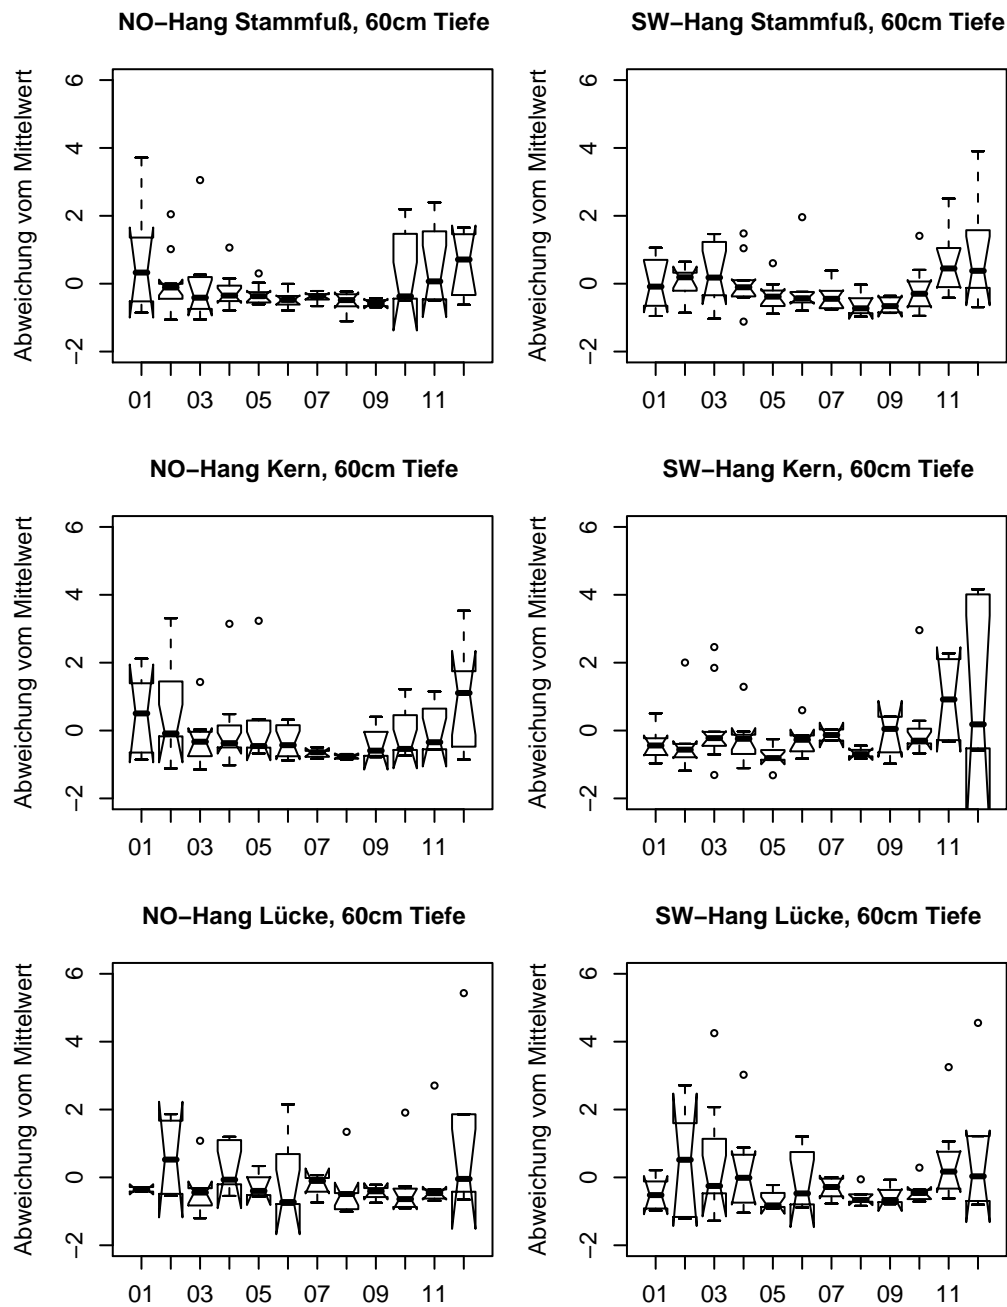 NO−Hang Stammfuß, 60cm Tiefe
Abweichung vom Mittelwert
6
4
2
0
−2
01 03 05 07 09 11
SW−Hang Stammfuß, 60cm Tiefe
Abweichung vom Mittelwert
6
4
2
0
−2
01 03 05 07 09 11
NO−Hang Kern, 60cm Tiefe
Abweichung vom Mittelwert
6
4
2
0
−2
01 03 05 07 09 11
SW−Hang Kern, 60cm Tiefe
Abweichung vom Mittelwert
6
4
2
0
−2
01 03 05 07 09 11
NO−Hang Lücke, 60cm Tiefe
Abweichung vom Mittelwert
6
4
2
0
−2
01 03 05 07 09 11
SW−Hang Lücke, 60cm Tiefe
Abweichung vom Mittelwert
6
4
2
0
−2
01 03 05 07 09 11